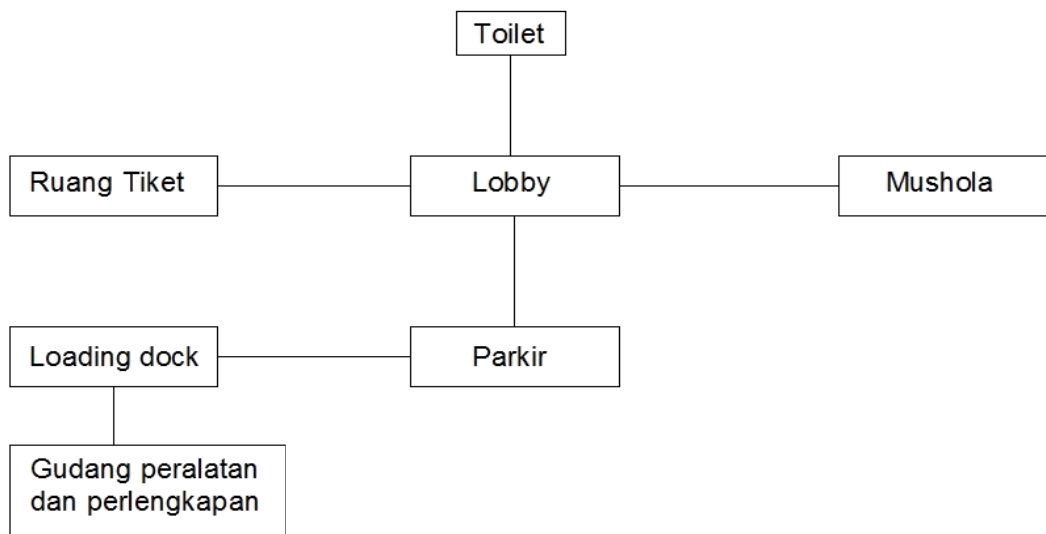 Toilet
Ruang Tiket
Lobby
Mushola
Loading dock
Parkir
Gudang peralatan
dan perlengkapan